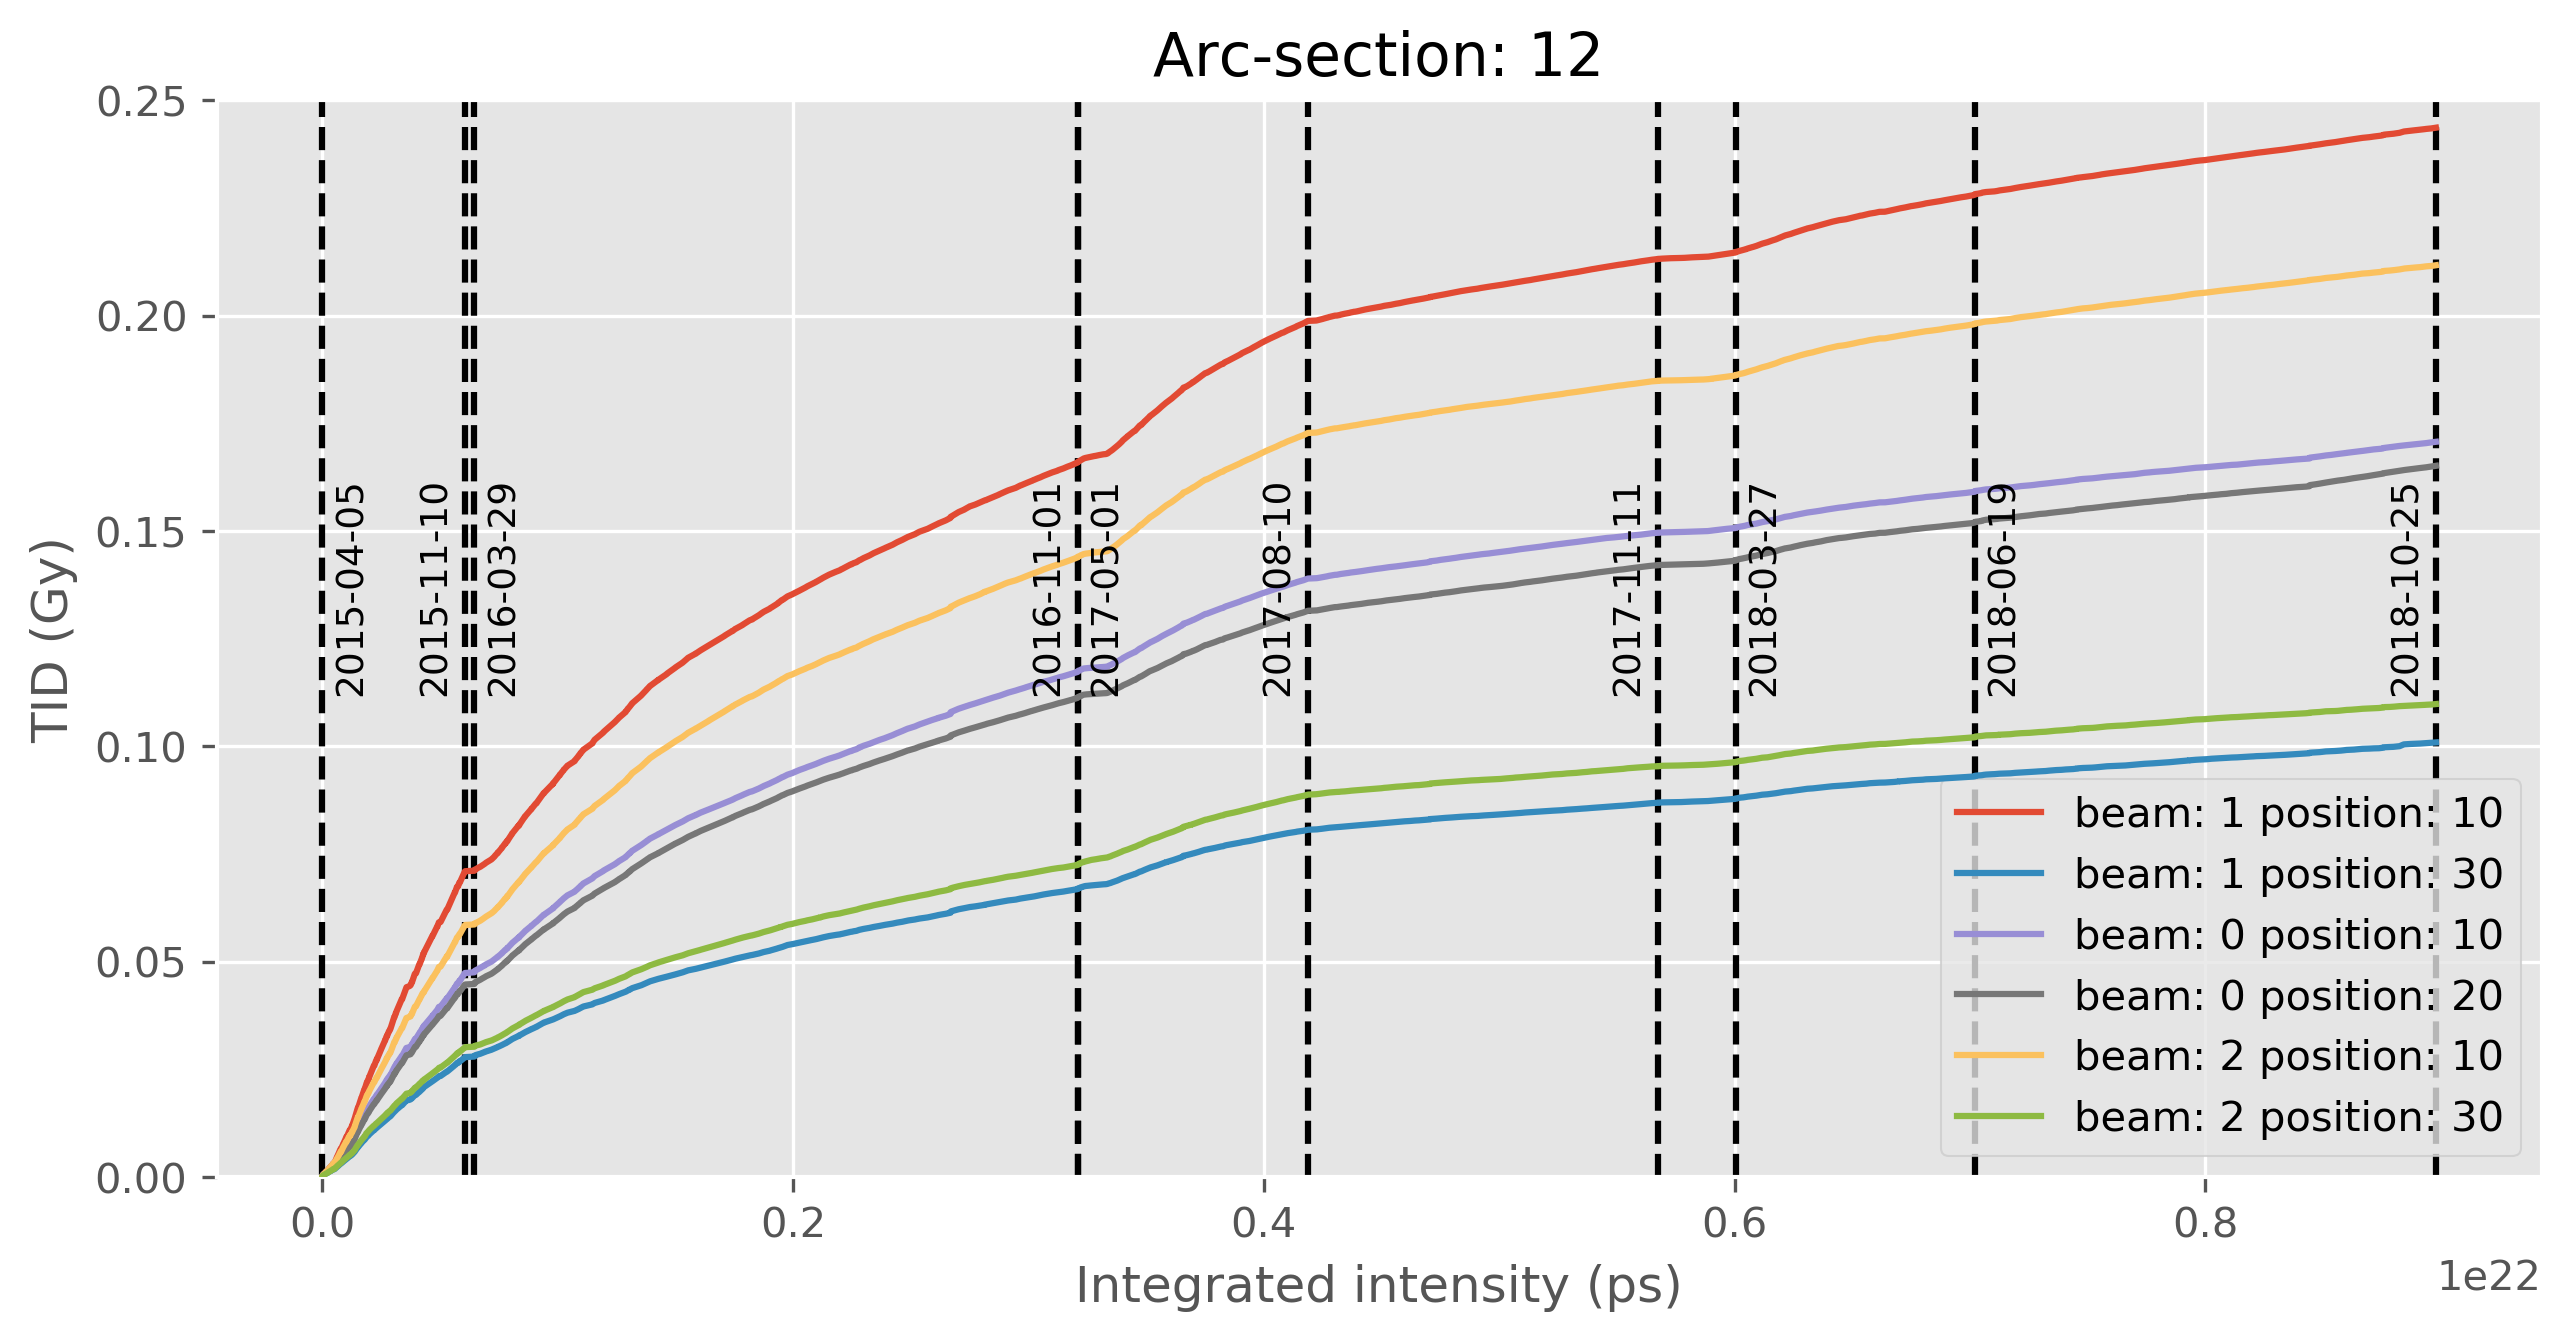 Arc-section: 12
0.25
0.20
0.15
0.10
0.05
0.00
TID (Gy)
2015-04-05
2015-11-10
2016-03-29
2016-11-01
2017-05-01
2017-08-10
2017-11-11
2018-03-27
2018-06-19
2018-10-25
beam: 1 position: 10
beam: 1 position: 30
beam: 0 position: 10
beam: 0 position: 20
beam: 2 position: 10
beam: 2 position: 30
0.0 0.2 0.4 0.6 0.8
1e22
Integrated intensity (ps)